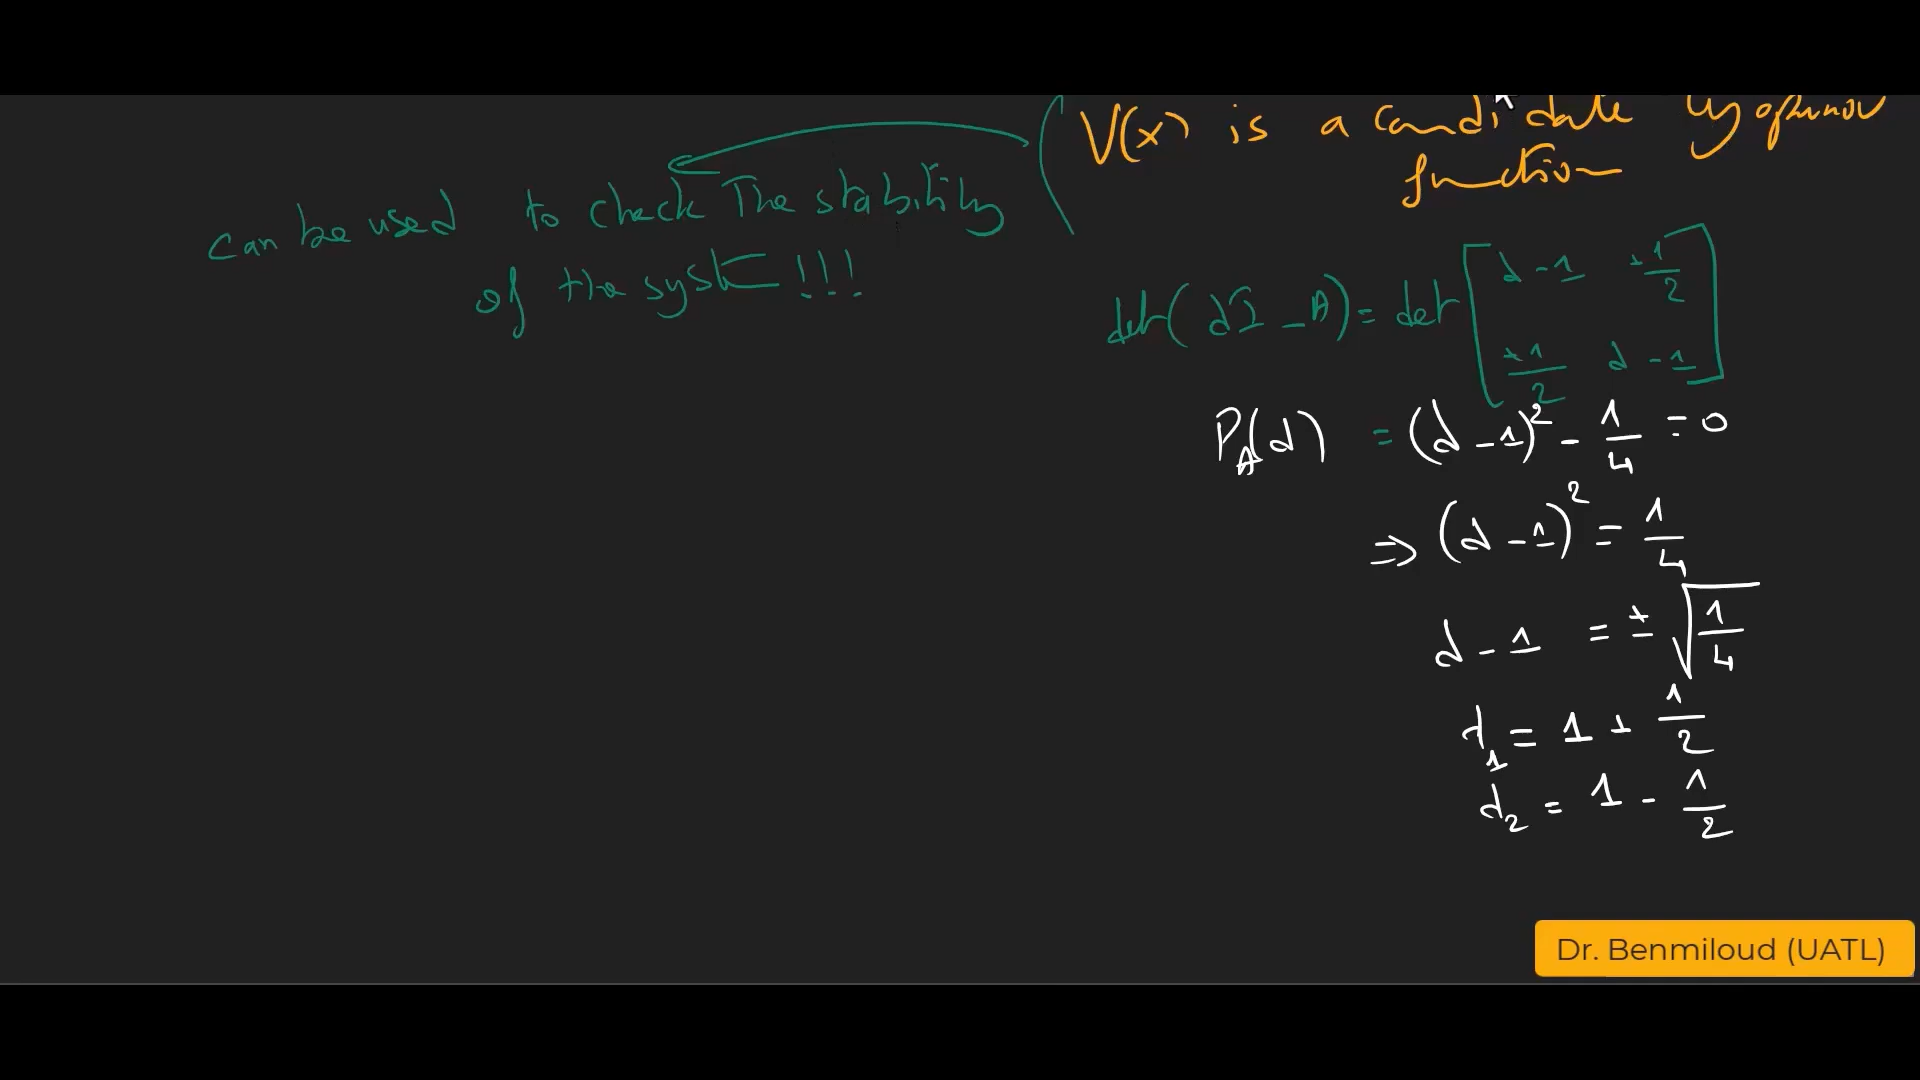 V(x) is a candidate lyapunov
function
can be used to check The stability
of the syst !!!
det(λI - A) = det [ λ - 1 +1/2
+1/2 λ - 1 ]
P_A(λ) = (λ - 1)² - 1/4 = 0
⇒ (λ - 1)² = 1/4
λ - 1 = ± √(1/4)
λ₁ = 1 + 1/2
λ₂ = 1 - 1/2
Dr. Benmiloud (UATL)